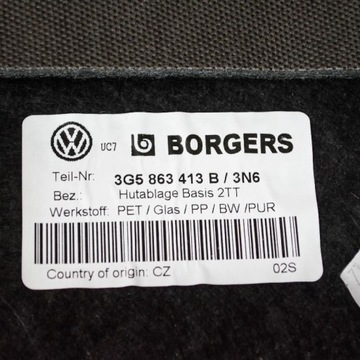 UC7 BORGERS
Teil-Nr: 3G5 863 413 B / 3N6
Bez.: Hutablage Basis 2TT
Werkstoff: PET / Glas / PP / BW /PUR
Country of origin: CZ 02S